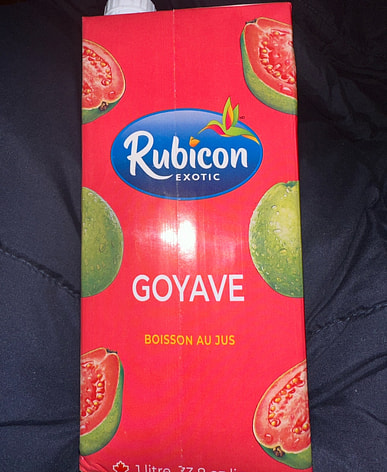 Rubicon
EXOTIC
GOYAVE
BOISSON AU JUS
1 litre